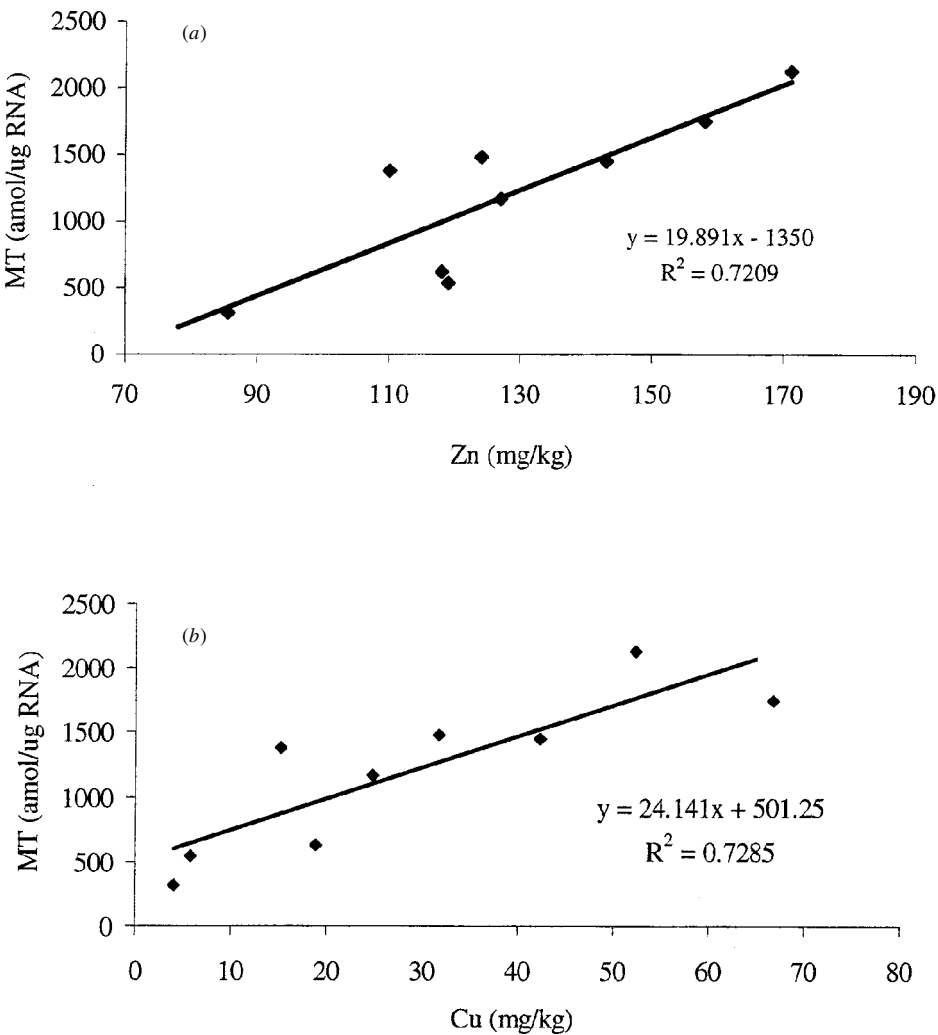 (a)
2500
2000
1500
1000
500
0
MT (amol/ug RNA)
y = 19.891x - 1350
R² = 0.7209
70 90 110 130 150 170 190
Zn (mg/kg)
(b)
2500
2000
1500
1000
500
0
MT (amol/ug RNA)
y = 24.141x + 501.25
R² = 0.7285
0 10 20 30 40 50 60 70 80
Cu (mg/kg)